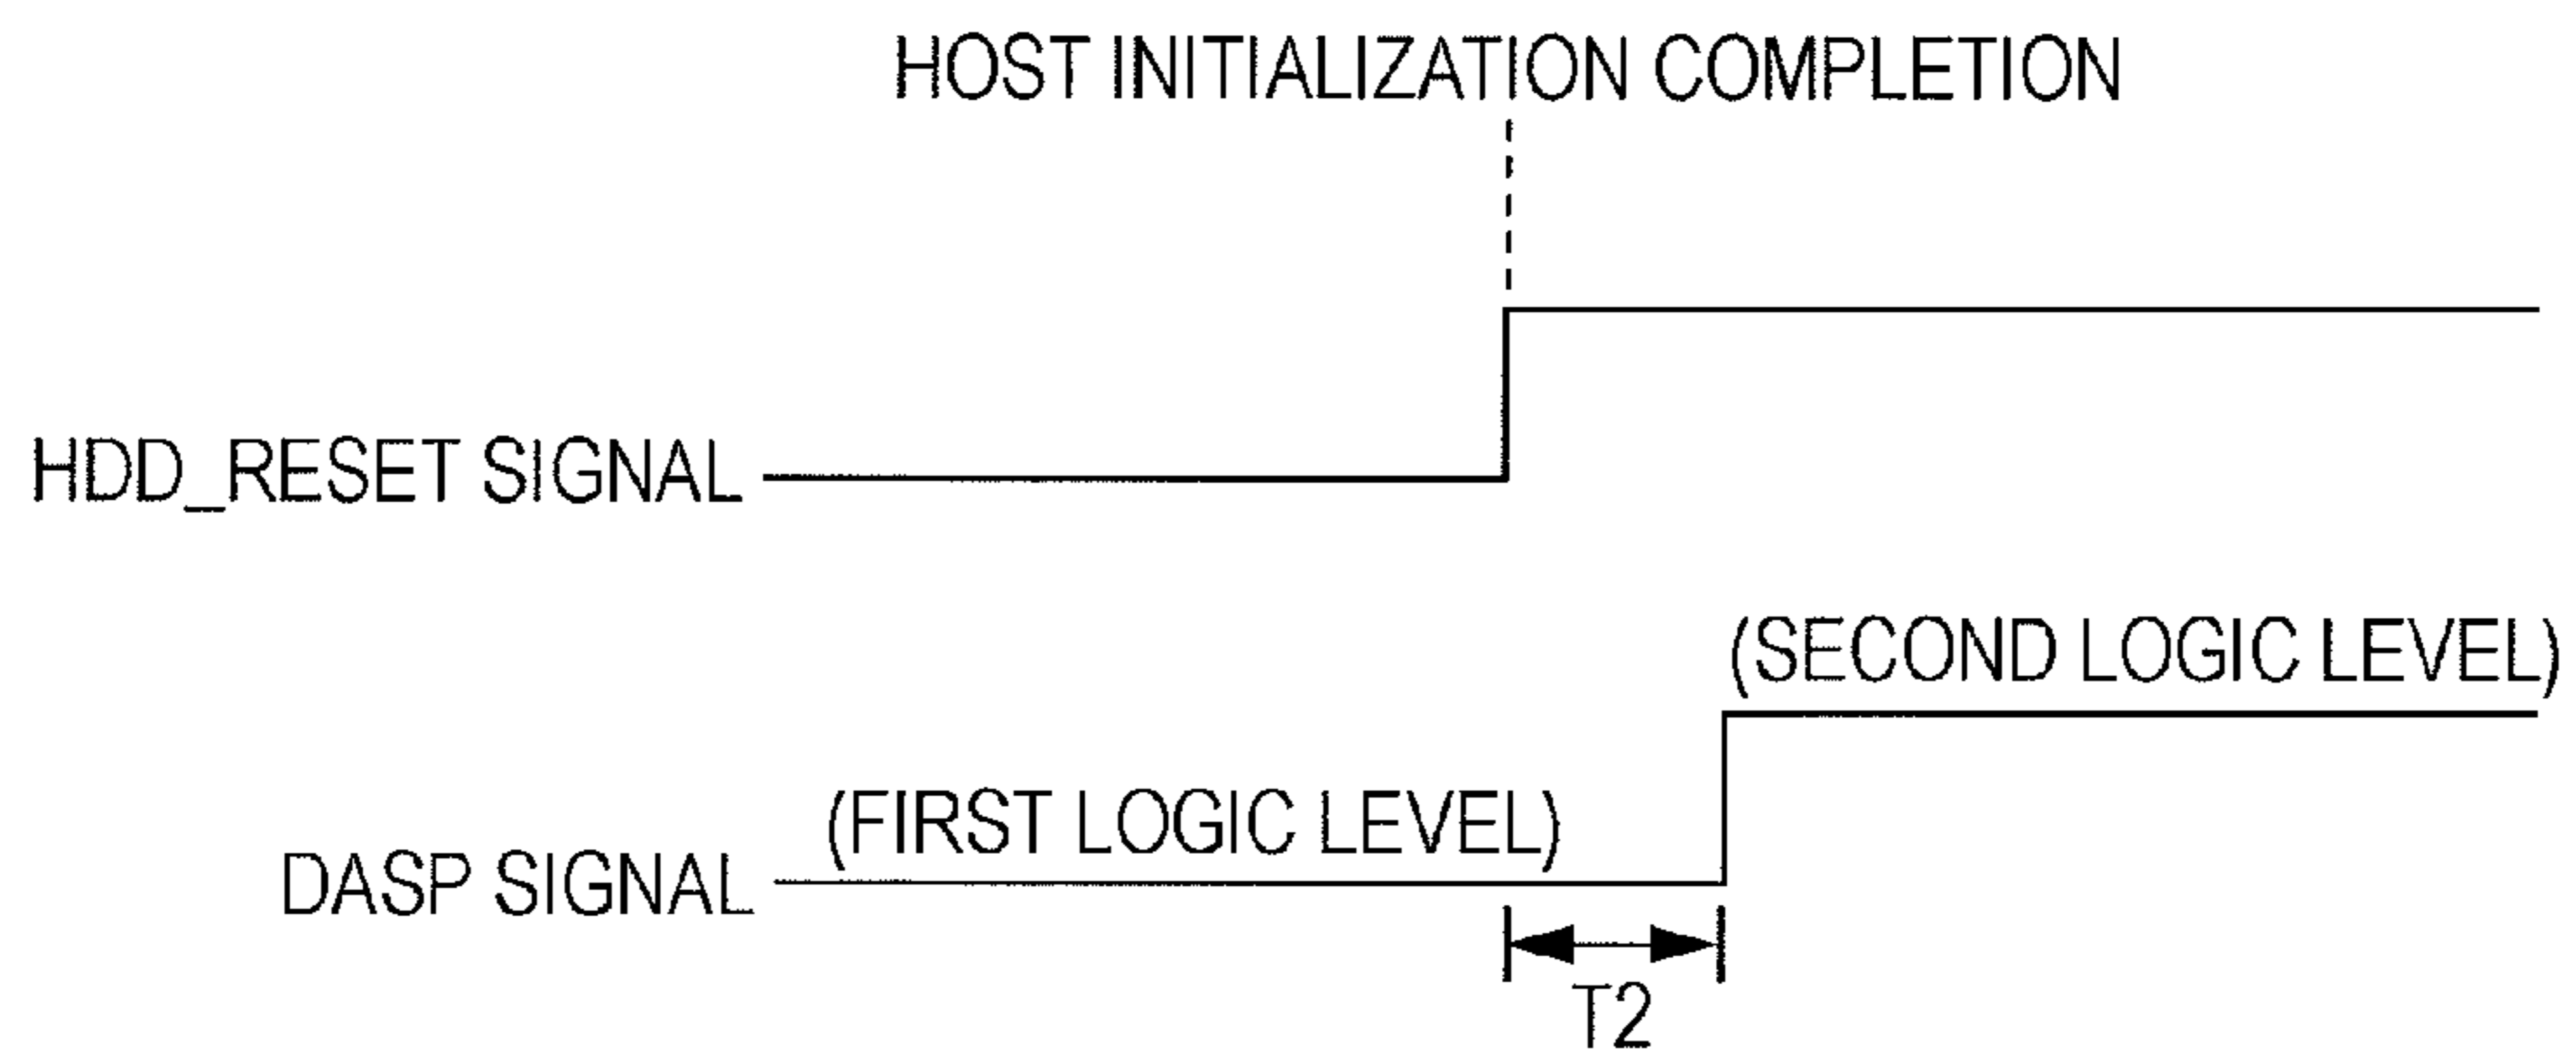 HOST INITIALIZATION COMPLETION
HDD_RESET SIGNAL
(SECOND LOGIC LEVEL)
(FIRST LOGIC LEVEL)
DASP SIGNAL
T2